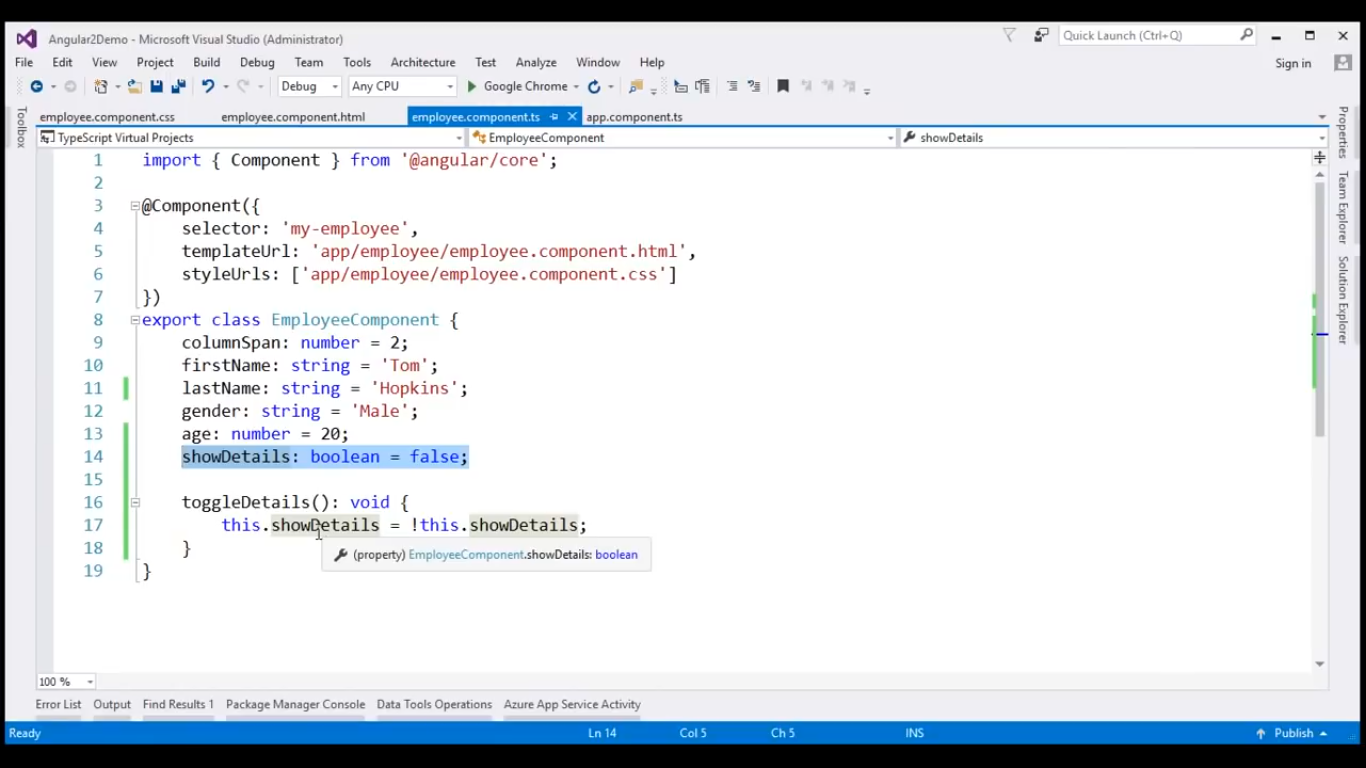 Angular2Demo - Microsoft Visual Studio (Administrator)
Quick Launch (Ctrl+Q)
File Edit View Project Build Debug Team Tools Architecture Test Analyze Window Help
Sign in
Debug Any CPU Google Chrome
Toolbox
employee.component.css employee.component.html employee.component.ts app.component.ts
TypeScript Virtual Projects EmployeeComponent showDetails
1 import { Component } from '@angular/core';
2
3 @Component({
4 selector: 'my-employee',
5 templateUrl: 'app/employee/employee.component.html',
6 styleUrls: ['app/employee/employee.component.css']
7 })
8 export class EmployeeComponent {
9 columnSpan: number = 2;
10 firstName: string = 'Tom';
11 lastName: string = 'Hopkins';
12 gender: string = 'Male';
13 age: number = 20;
14 showDetails: boolean = false;
15
16 toggleDetails(): void {
17 this.showDetails = !this.showDetails;
18 }
(property) EmployeeComponent.showDetails: boolean
19 }
Properties
Team Explorer
Solution Explorer
100 %
Error List Output Find Results 1 Package Manager Console Data Tools Operations Azure App Service Activity
Ready Ln 14 Col 5 Ch 5 INS Publish